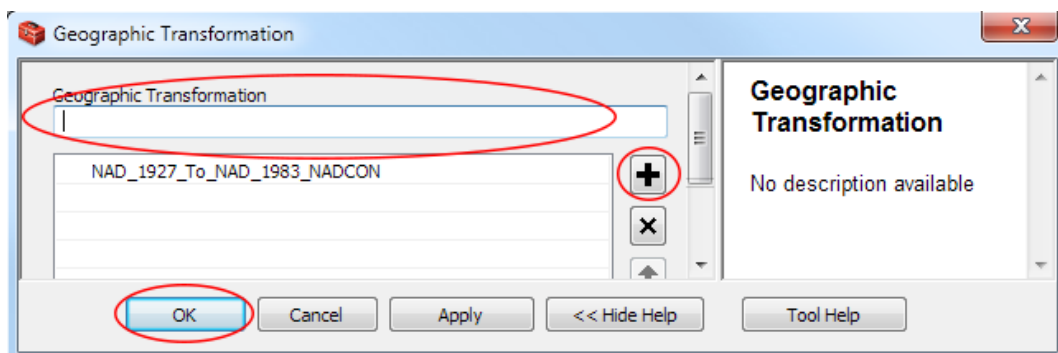 Geographic Transformation
Geographic Transformation
NAD_1927_To_NAD_1983_NADCON
Geographic
Transformation
No description available
OK
Cancel
Apply
<< Hide Help
Tool Help